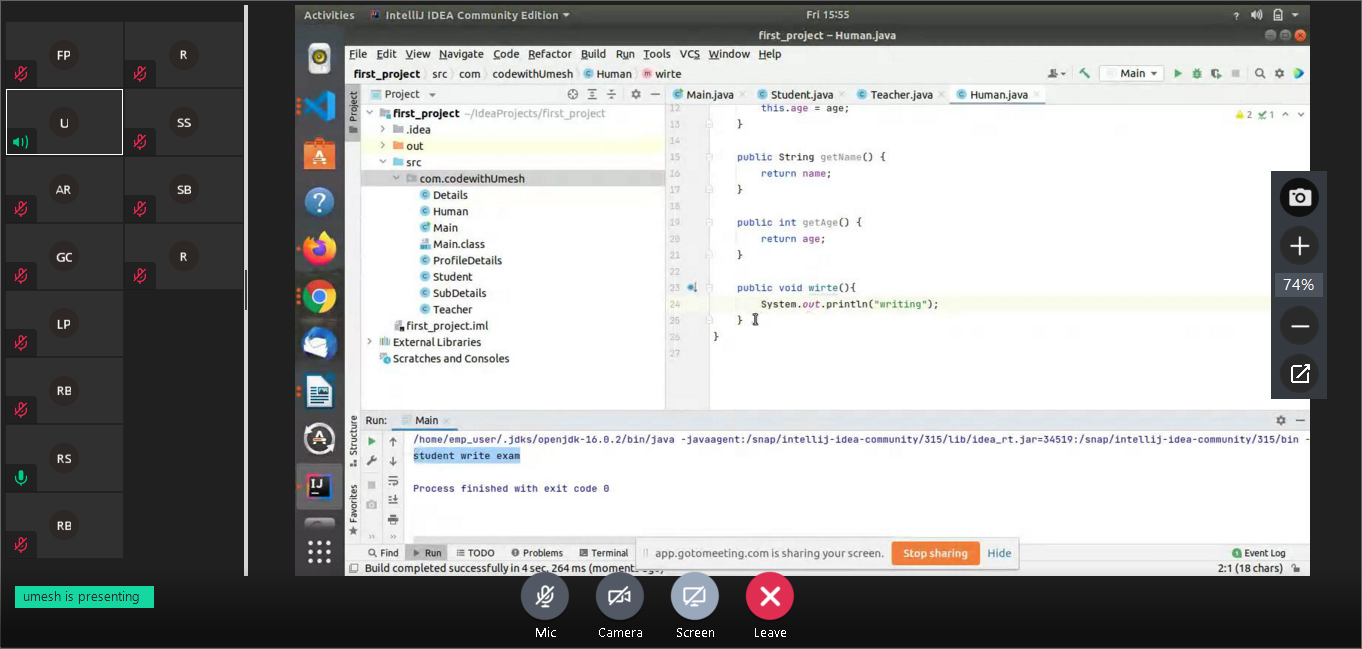 FP
R
U
SS
AR
SB
GC
R
LP
RB
RS
RB
umesh is presenting
Activities
IntelliJ IDEA Community Edition
Fri 15:55
first_project – Human.java
File Edit View Navigate Code Refactor Build Run Tools VCS Window Help
first_project src com codewithUmesh Human wirte
Main
Project
Project
first_project ~/IdeaProjects/first_project
.idea
out
src
com.codewithUmesh
Details
Human
Main
Main.class
ProfileDetails
Student
SubDetails
Teacher
first_project.iml
External Libraries
Scratches and Consoles
Main.java Student.java Teacher.java Human.java
2 1
12 this.age = age;
13 }
14
15 public String getName() {
16 return name;
17 }
18
19 public int getAge() {
20 return age;
21 }
22
23 public void wirte(){
24 System.out.println("writing");
25 }
26 }
27
Structure
Favorites
Run: Main
/home/emp_user/.jdks/openjdk-16.0.2/bin/java -javaagent:/snap/intellij-idea-community/315/lib/idea_rt.jar=34519:/snap/intellij-idea-community/315/bin -
student write exam
Process finished with exit code 0
Find Run TODO Problems Terminal
app.gotomeeting.com is sharing your screen. Stop sharing Hide
Event Log
Build completed successfully in 4 sec, 264 ms
2:1 (18 chars)
74%
Mic
Camera
Screen
Leave